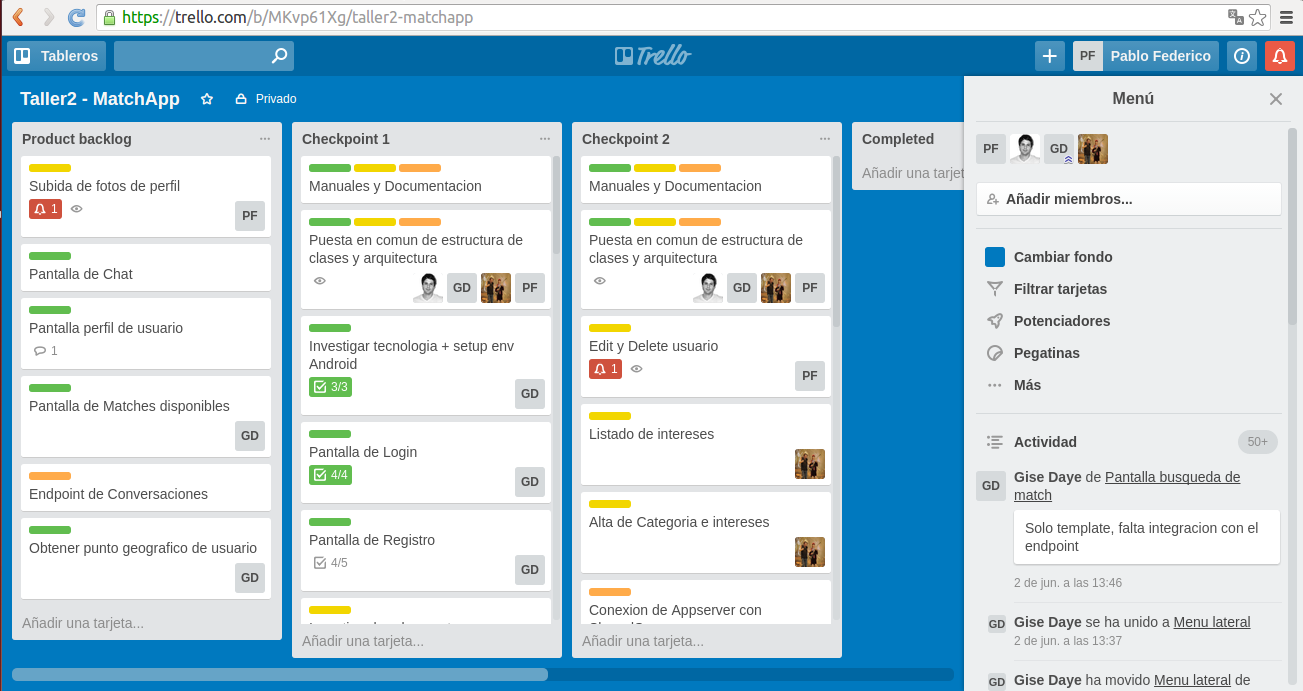 https://trello.com/b/MKvp61Xg/taller2-matchapp
Tableros
Trello
PF Pablo Federico
Taller2 - MatchApp
Privado
Product backlog
Subida de fotos de perfil
1
PF
Pantalla de Chat
Pantalla perfil de usuario
1
Pantalla de Matches disponibles
GD
Endpoint de Conversaciones
Obtener punto geografico de usuario
GD
Añadir una tarjeta...
Checkpoint 1
Manuales y Documentacion
Puesta en comun de estructura de
clases y arquitectura
GD
PF
Investigar tecnologia + setup env
Android
3/3
GD
Pantalla de Login
4/4
GD
Pantalla de Registro
4/5
GD
Añadir una tarjeta...
Checkpoint 2
Manuales y Documentacion
Puesta en comun de estructura de
clases y arquitectura
GD
PF
Edit y Delete usuario
1
PF
Listado de intereses
Alta de Categoria e intereses
Conexion de Appserver con
Añadir una tarjeta...
Completed
Añadir una tarjet
Menú
PF
GD
Añadir miembros...
Cambiar fondo
Filtrar tarjetas
Potenciadores
Pegatinas
Más
Actividad
50+
GD
Gise Daye de Pantalla busqueda de
match
Solo template, falta integracion con el
endpoint
2 de jun. a las 13:46
GD
Gise Daye se ha unido a Menu lateral
2 de jun. a las 13:37
GD
Gise Daye ha movido Menu lateral de